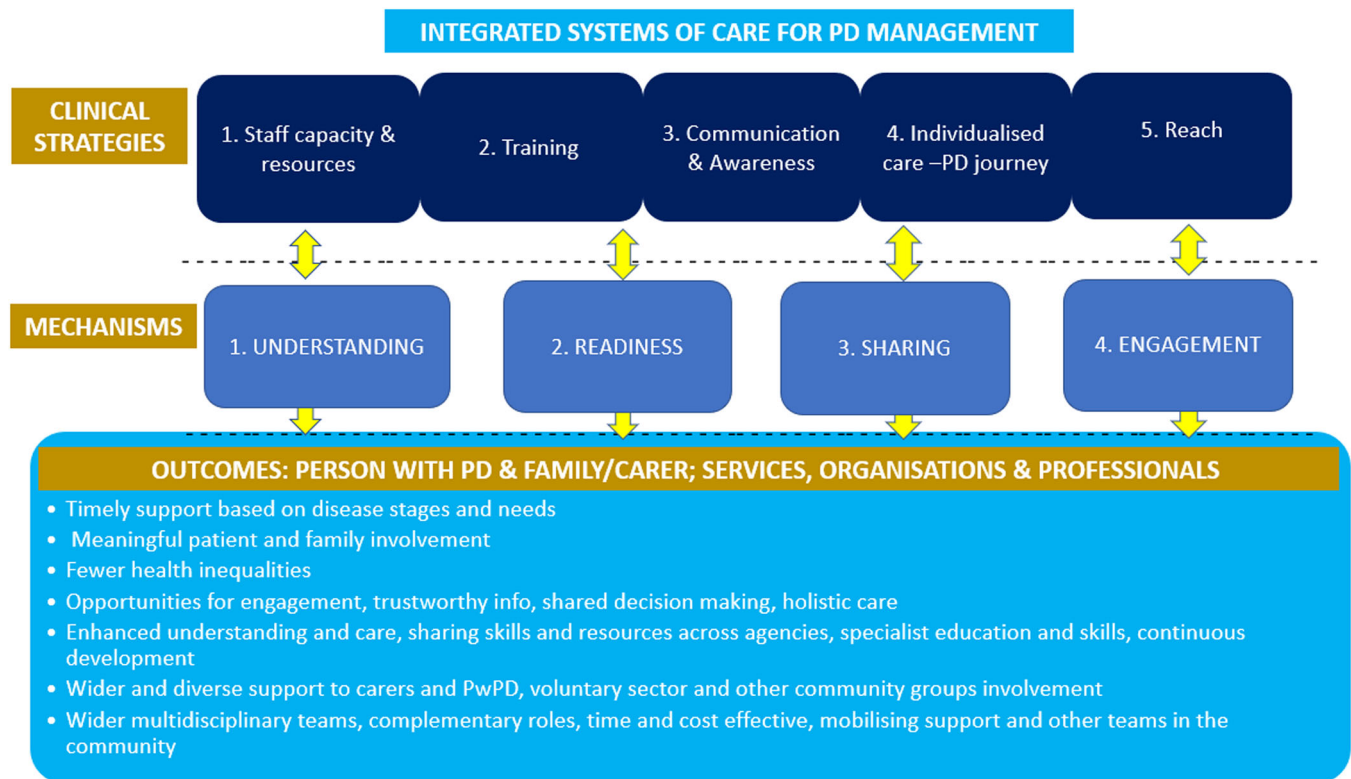 INTEGRATED SYSTEMS OF CARE FOR PD MANAGEMENT
CLINICAL
STRATEGIES
1. Staff capacity &
resources
2. Training
3. Communication
& Awareness
4. Individualised
care –PD journey
5. Reach
MECHANISMS
1. UNDERSTANDING
2. READINESS
3. SHARING
4. ENGAGEMENT
OUTCOMES: PERSON WITH PD & FAMILY/CARER; SERVICES, ORGANISATIONS & PROFESSIONALS
• Timely support based on disease stages and needs
• Meaningful patient and family involvement
• Fewer health inequalities
• Opportunities for engagement, trustworthy info, shared decision making, holistic care
• Enhanced understanding and care, sharing skills and resources across agencies, specialist education and skills, continuous
development
• Wider and diverse support to carers and PwPD, voluntary sector and other community groups involvement
• Wider multidisciplinary teams, complementary roles, time and cost effective, mobilising support and other teams in the
community